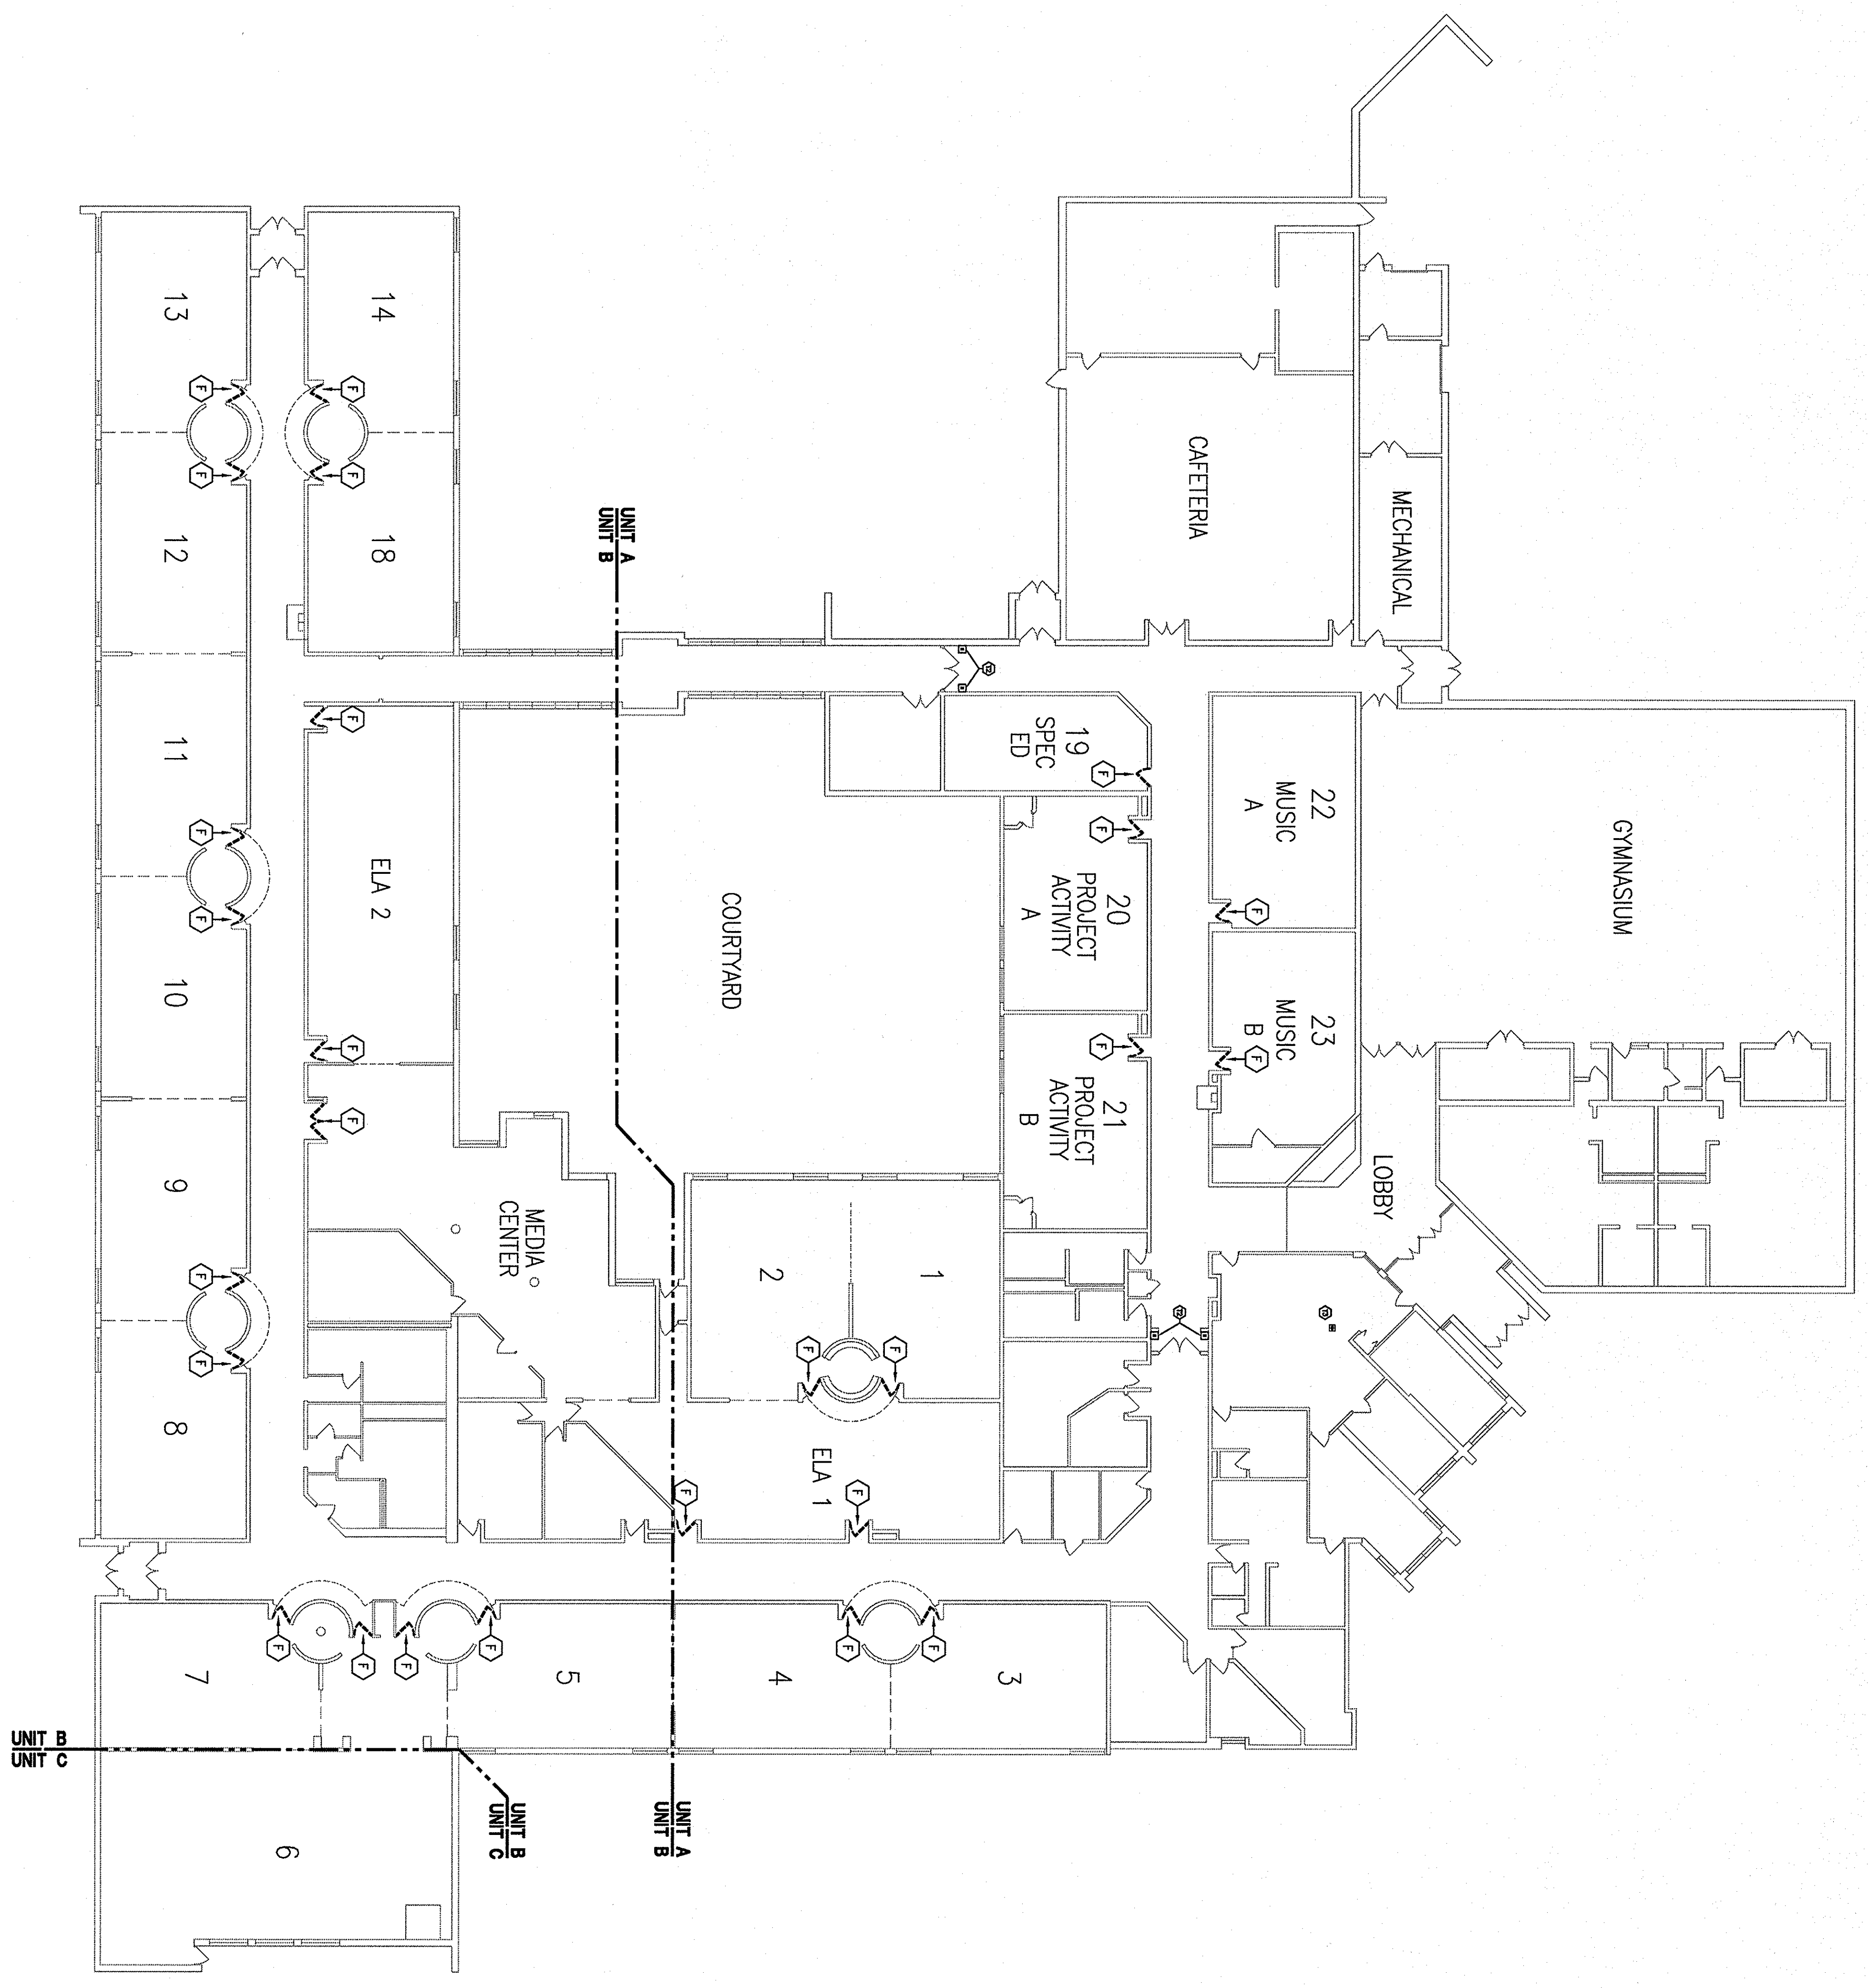 13
14
F
F
F
F
12
18
UNIT A
UNIT B
CAFETERIA
MECHANICAL
F
11
F
F
ELA 2
10
F
F
COURTYARD
19
SPEC
ED
F
F
20
PROJECT
ACTIVITY
A
F
21
PROJECT
ACTIVITY
B
22
MUSIC
A
F
23
MUSIC
B
F
GYMNASIUM
LOBBY
9
MEDIA
CENTER
F
F
8
2
1
F
F
ELA 1
F
F
F
F
F
F
F
F
7
5
4
3
UNIT B
UNIT C
UNIT B
UNIT C
UNIT A
UNIT B
6